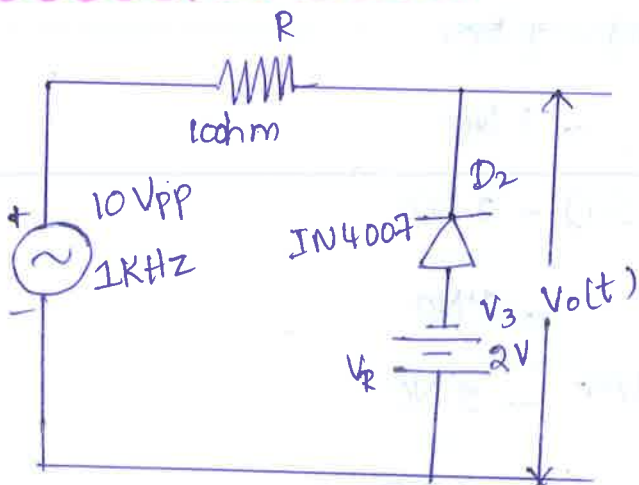 R
100hm
+
10 Vpp
1KHz
-
D2
IN4007
V3
2V
VR
Vo(t)